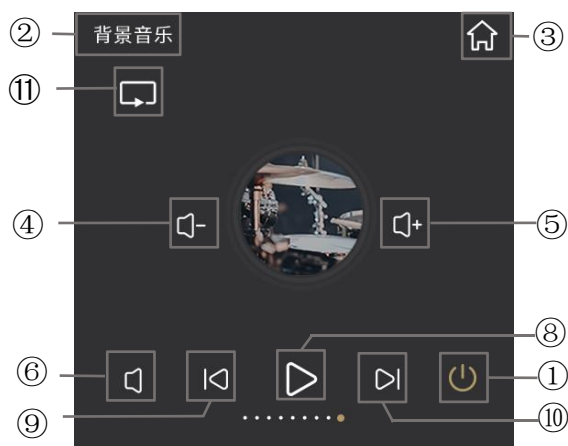 ② 背景音乐 ③
⑪
④ - + ⑤
⑧
⑥ ①
⑨ ⑩